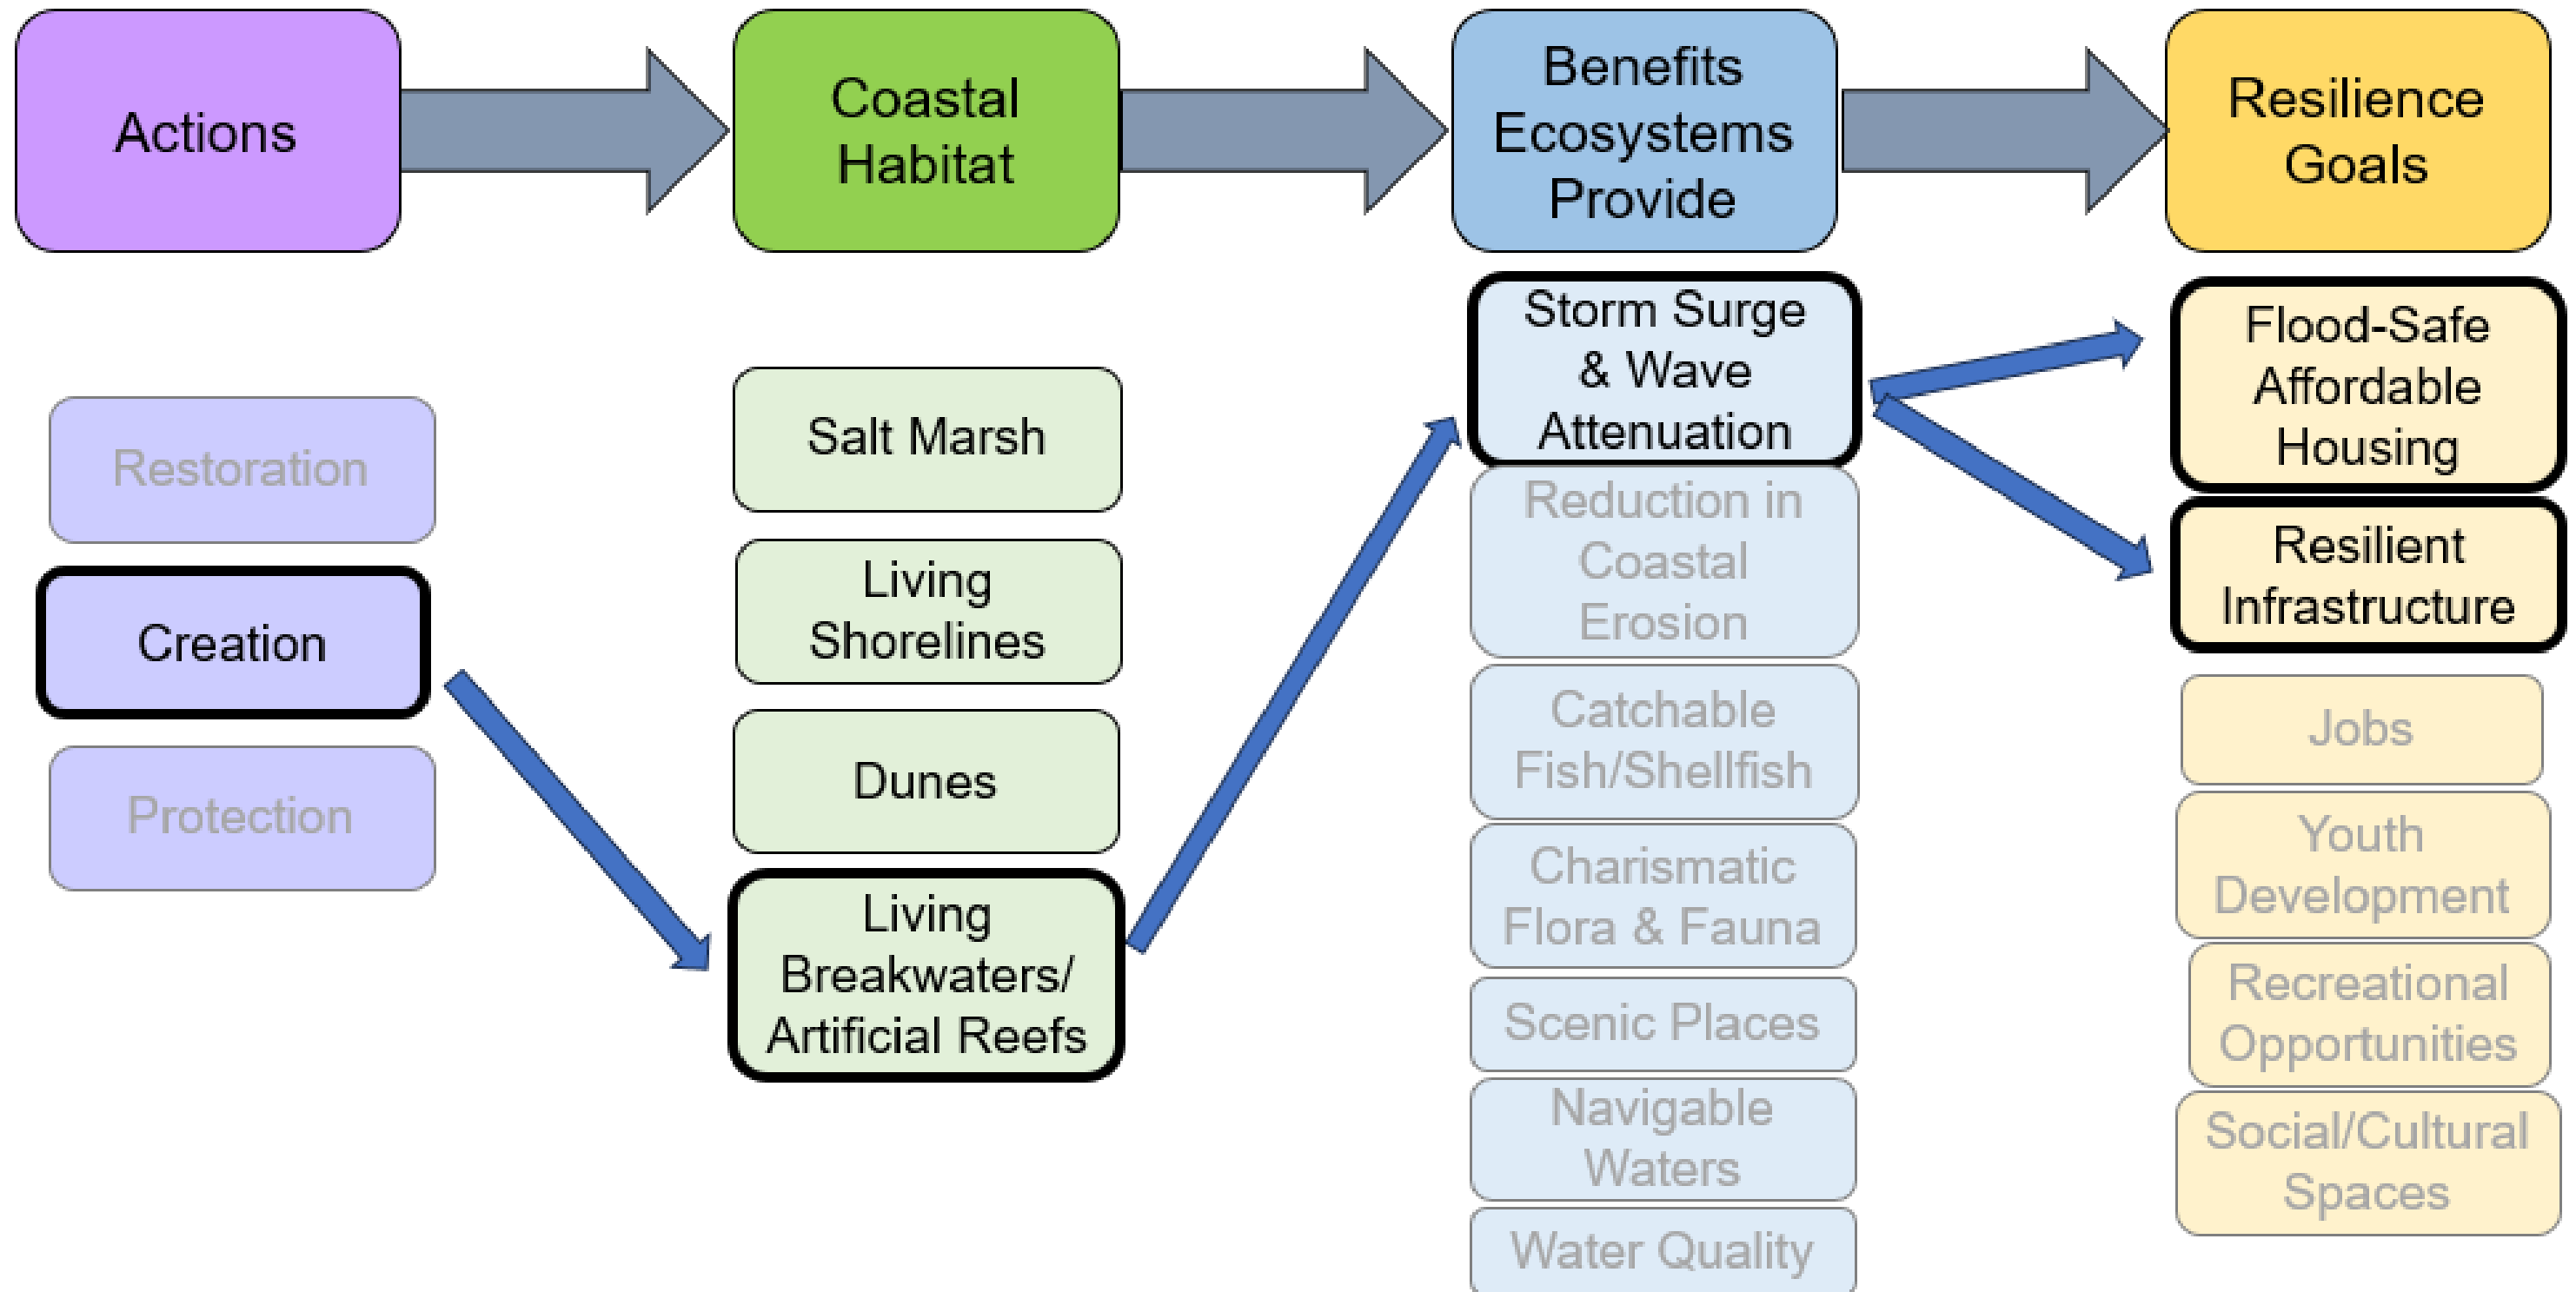 Actions
Coastal
Habitat
Benefits
Ecosystems
Provide
Resilience
Goals
Restoration
Creation
Protection
Salt Marsh
Living
Shorelines
Dunes
Living
Breakwaters/
Artificial Reefs
Storm Surge
& Wave
Attenuation
Reduction in
Coastal
Erosion
Catchable
Fish/Shellfish
Charismatic
Flora & Fauna
Scenic Places
Navigable
Waters
Water Quality
Flood-Safe
Affordable
Housing
Resilient
Infrastructure
Jobs
Youth
Development
Recreational
Opportunities
Social/Cultural
Spaces